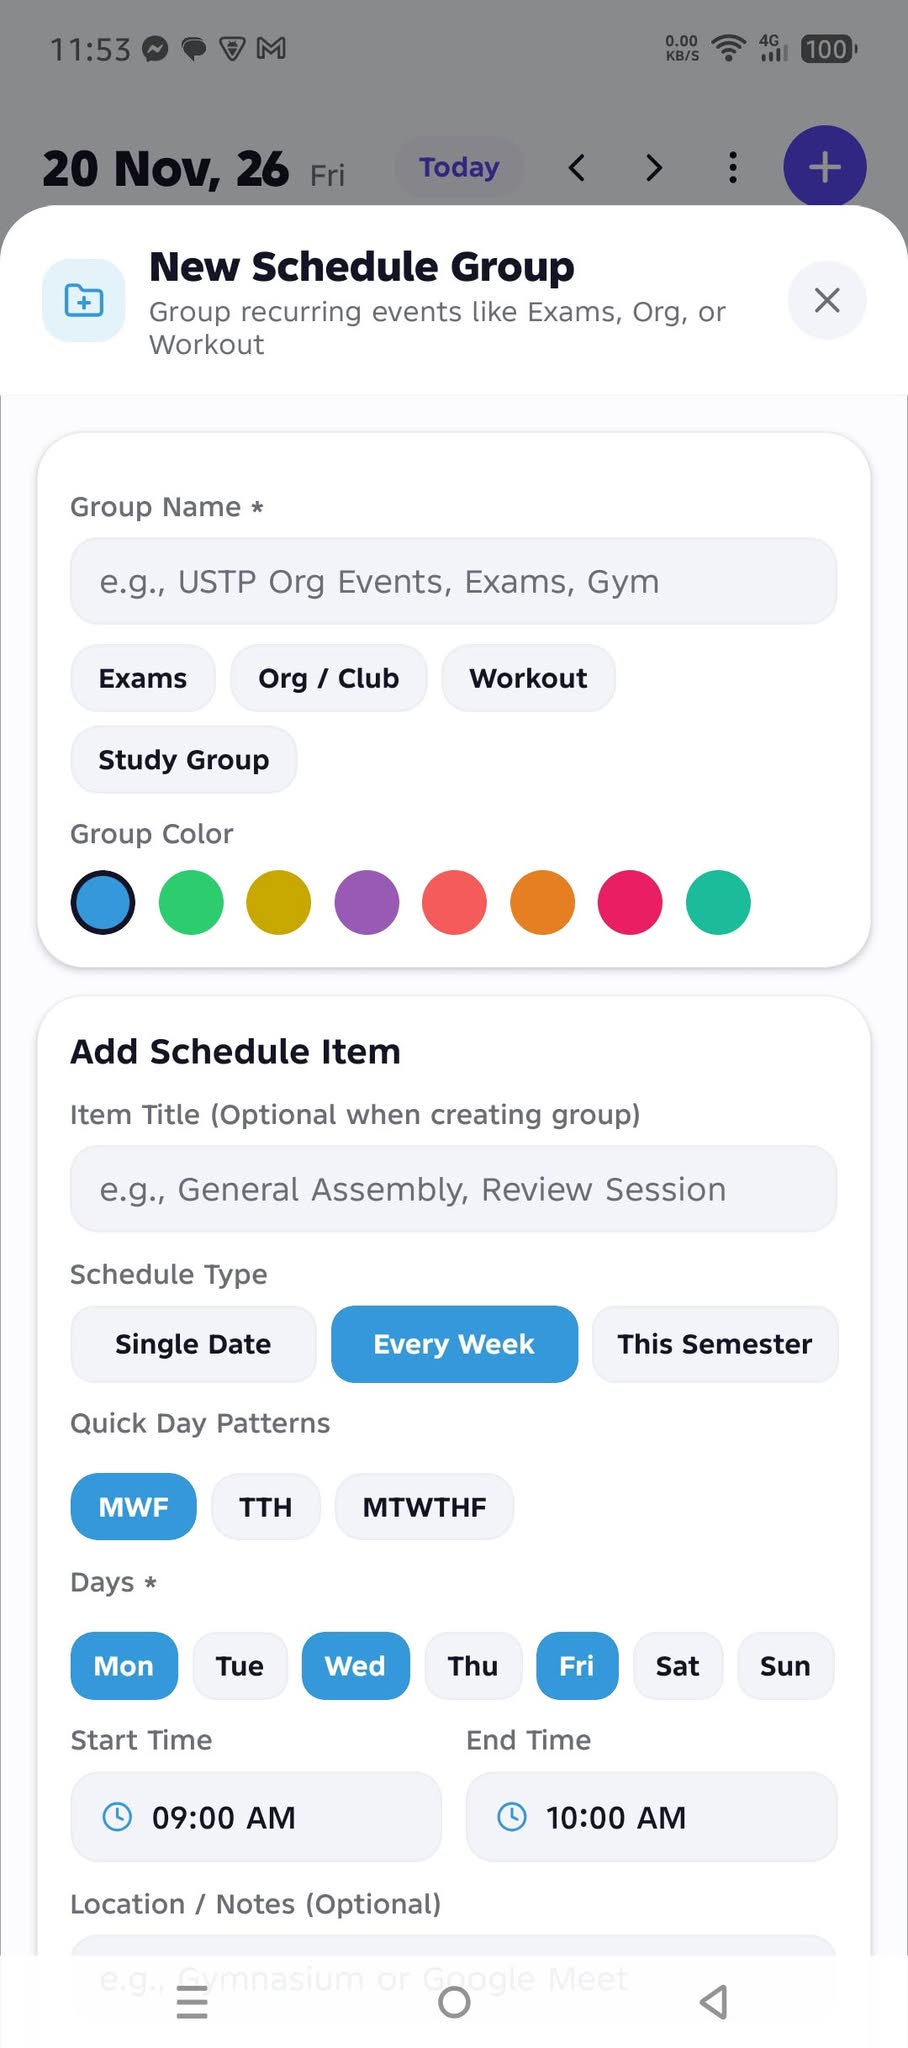 11:53
0.00
KB/S
4G
100
20 Nov, 26 Fri Today
New Schedule Group
Group recurring events like Exams, Org, or
Workout
Group Name *
e.g., USTP Org Events, Exams, Gym
Exams Org / Club Workout
Study Group
Group Color
Add Schedule Item
Item Title (Optional when creating group)
e.g., General Assembly, Review Session
Schedule Type
Single Date Every Week This Semester
Quick Day Patterns
MWF TTH MTWTHF
Days *
Mon Tue Wed Thu Fri Sat Sun
Start Time End Time
09:00 AM 10:00 AM
Location / Notes (Optional)
e.g., Gymnasium or Google Meet